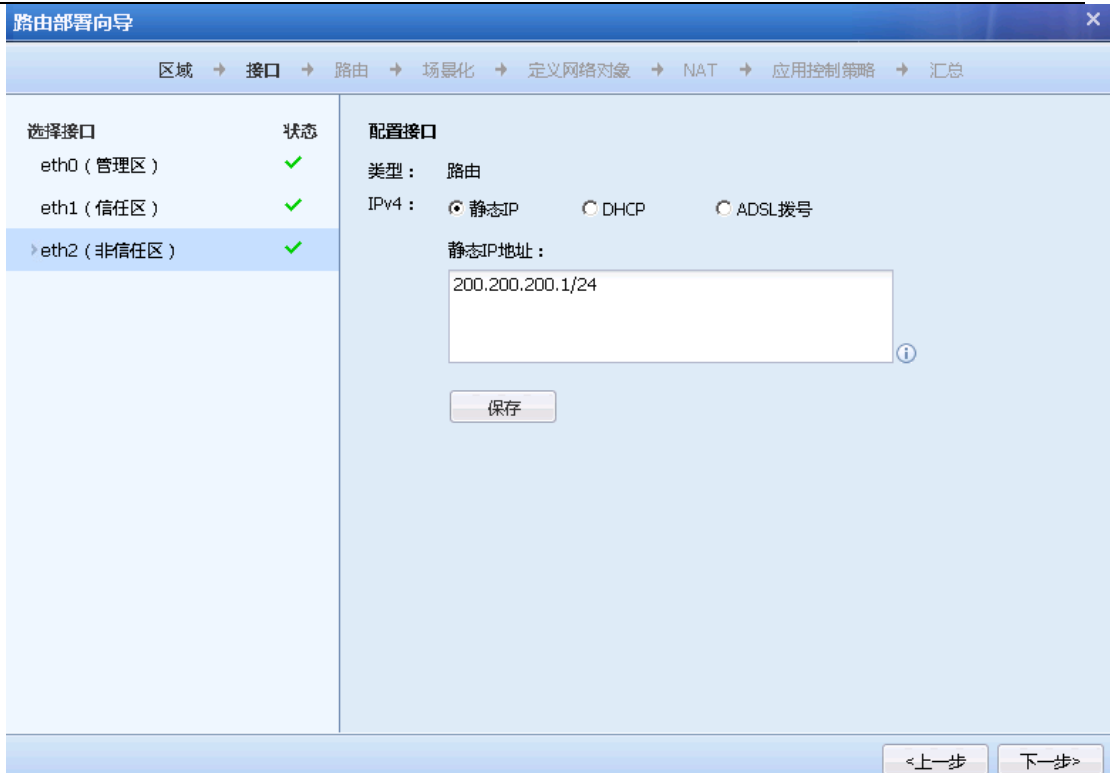 路由部署向导
区域 → 接口 → 路由 → 场景化 → 定义网络对象 → NAT → 应用控制策略 → 汇总
选择接口 状态
eth0 ( 管理区 )
eth1 ( 信任区 )
eth2 ( 非信任区 )
配置接口
类型： 路由
IPv4： 静态IP DHCP ADSL拨号
静态IP地址：
200.200.200.1/24
保存
<上一步 下一步>